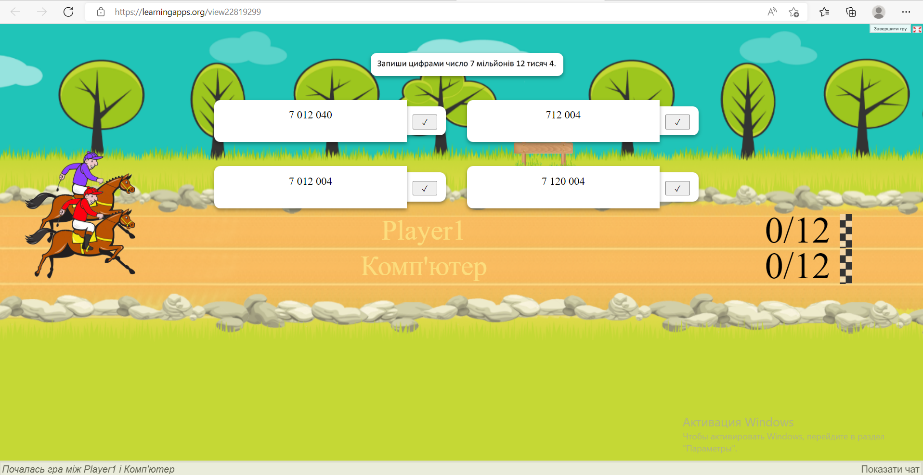 https://learningapps.org/view22819299
Завершити гру
Запиши цифрами число 7 мільйонів 12 тисяч 4.
7 012 040 ✓
712 004 ✓
7 012 004 ✓
7 120 004 ✓
Player1 0/12
Комп'ютер 0/12
Активация Windows
Чтобы активировать Windows, перейдите в раздел
"Параметры".
Почалась гра між Player1 і Комп'ютер
Показати чат